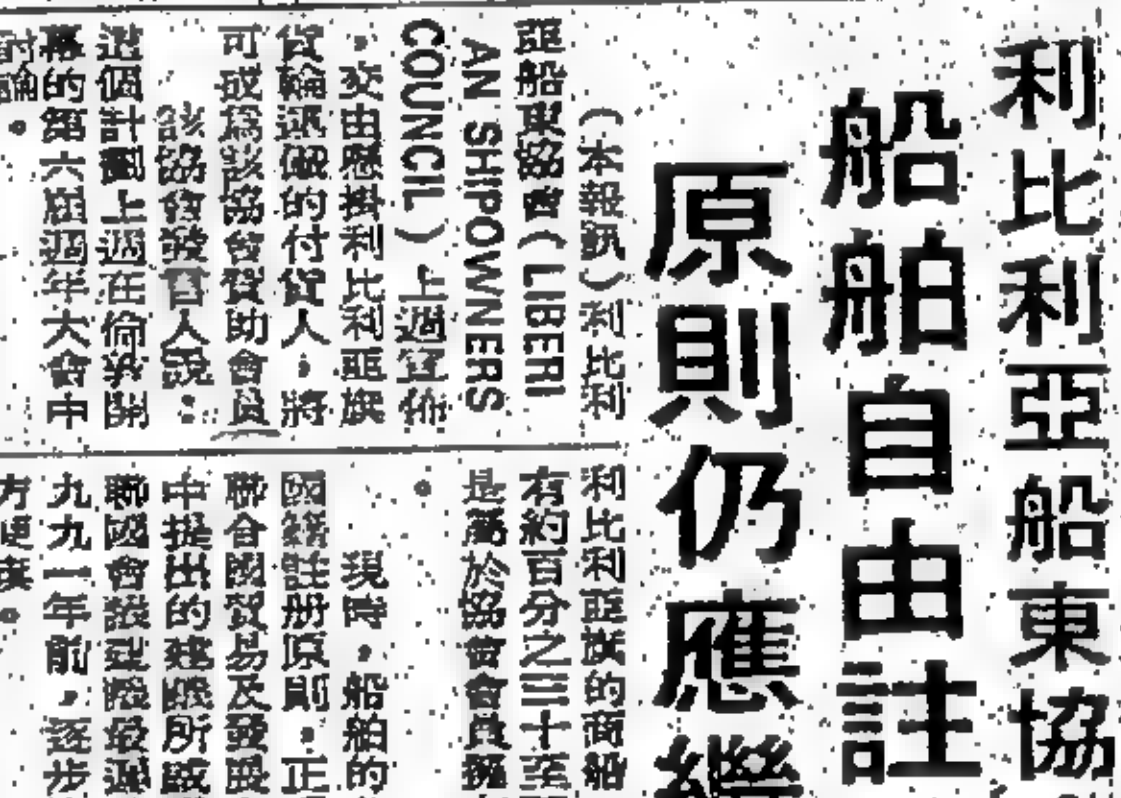 利比利亞船東協
船舶自由註
原則仍應繼
（本報訊）利比利
亞船東協會（LIBERI
AN SHIPOWNERS
COUNCIL）上週宣佈
，交由懸掛利比利亞旗
貨輪運儎的付貨人，將
可成為該協會贊助會員
該協會發言人說：
這個計劃上週在倫敦開
幕的第六屆週年大會中
討論。
利比利亞旗的商船
有約百分之三十至
是屬於協會會員
。
現時，船舶的
國籍註册原則，正
聯合國貿易及發展
中提出的建議所威
聯國會議建議
九九一年前，逐步
方便旗。